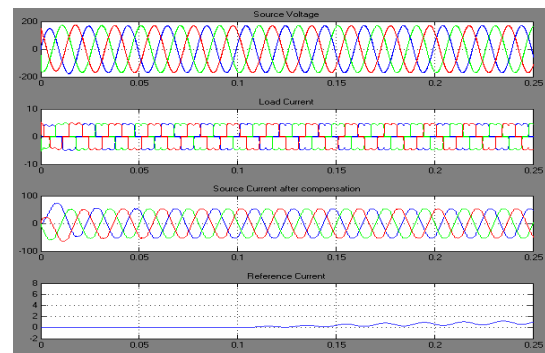 Source Voltage
200
0
-200
0 0.05 0.1 0.15 0.2 0.25
Load Current
10
0
-10
0 0.05 0.1 0.15 0.2 0.25
Source Current after compensation
100
0
-100
0 0.05 0.1 0.15 0.2 0.25
Reference Current
8
6
4
2
0
-2
0 0.05 0.1 0.15 0.2 0.25